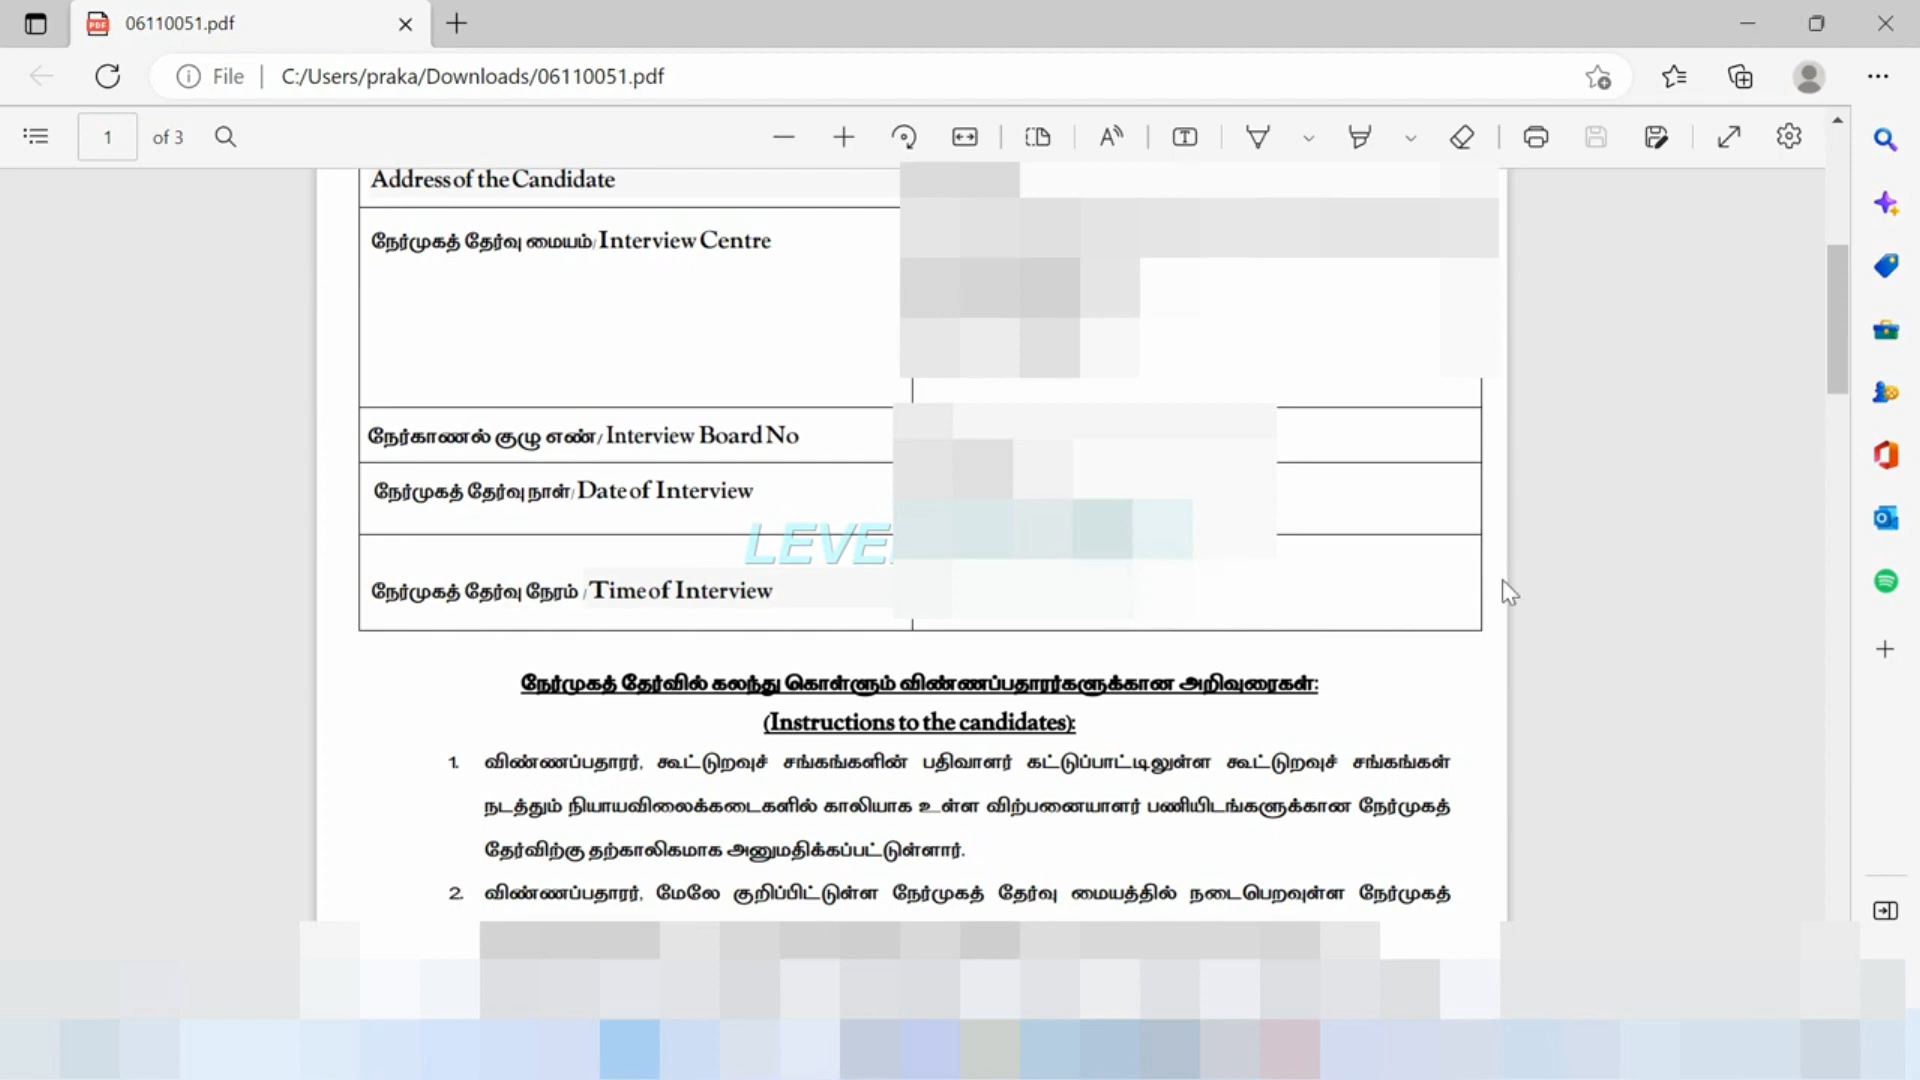 06110051.pdf
File
C:/Users/praka/Downloads/06110051.pdf
1 of 3
Address of the Candidate
நேர்முகத் தேர்வு மையம்/ Interview Centre
நேர்காணல் குழு எண்/ Interview Board No
நேர்முகத் தேர்வு நாள்/ Date of Interview
LEVE
நேர்முகத் தேர்வு நேரம் / Time of Interview
நேர்முகத் தேர்வில் கலந்து கொள்ளும் விண்ணப்பதாரர்களுக்கான அறிவுரைகள்:
(Instructions to the candidates):
1. விண்ணப்பதாரர், கூட்டுறவுச் சங்கங்களின் பதிவாளர் கட்டுப்பாட்டிலுள்ள கூட்டுறவுச் சங்கங்கள்
நடத்தும் நியாயவிலைக்கடைகளில் காலியாக உள்ள விற்பனையாளர் பணியிடங்களுக்கான நேர்முகத்
தேர்விற்கு தற்காலிகமாக அனுமதிக்கப்பட்டுள்ளார்.
2. விண்ணப்பதாரர், மேலே குறிப்பிட்டுள்ள நேர்முகத் தேர்வு மையத்தில் நடைபெறவுள்ள நேர்முகத்